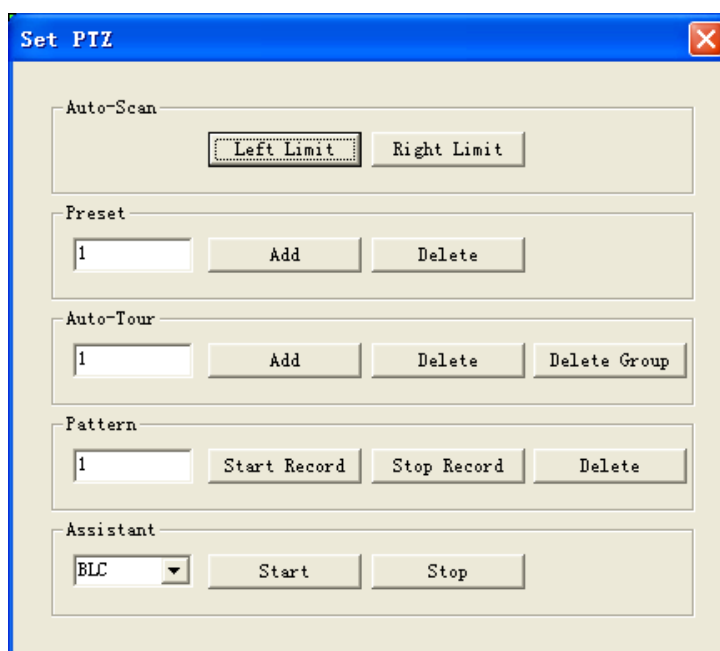 Set PTZ
Auto-Scan
Left Limit Right Limit
Preset
1 Add Delete
Auto-Tour
1 Add Delete Delete Group
Pattern
1 Start Record Stop Record Delete
Assistant
BLC Start Stop